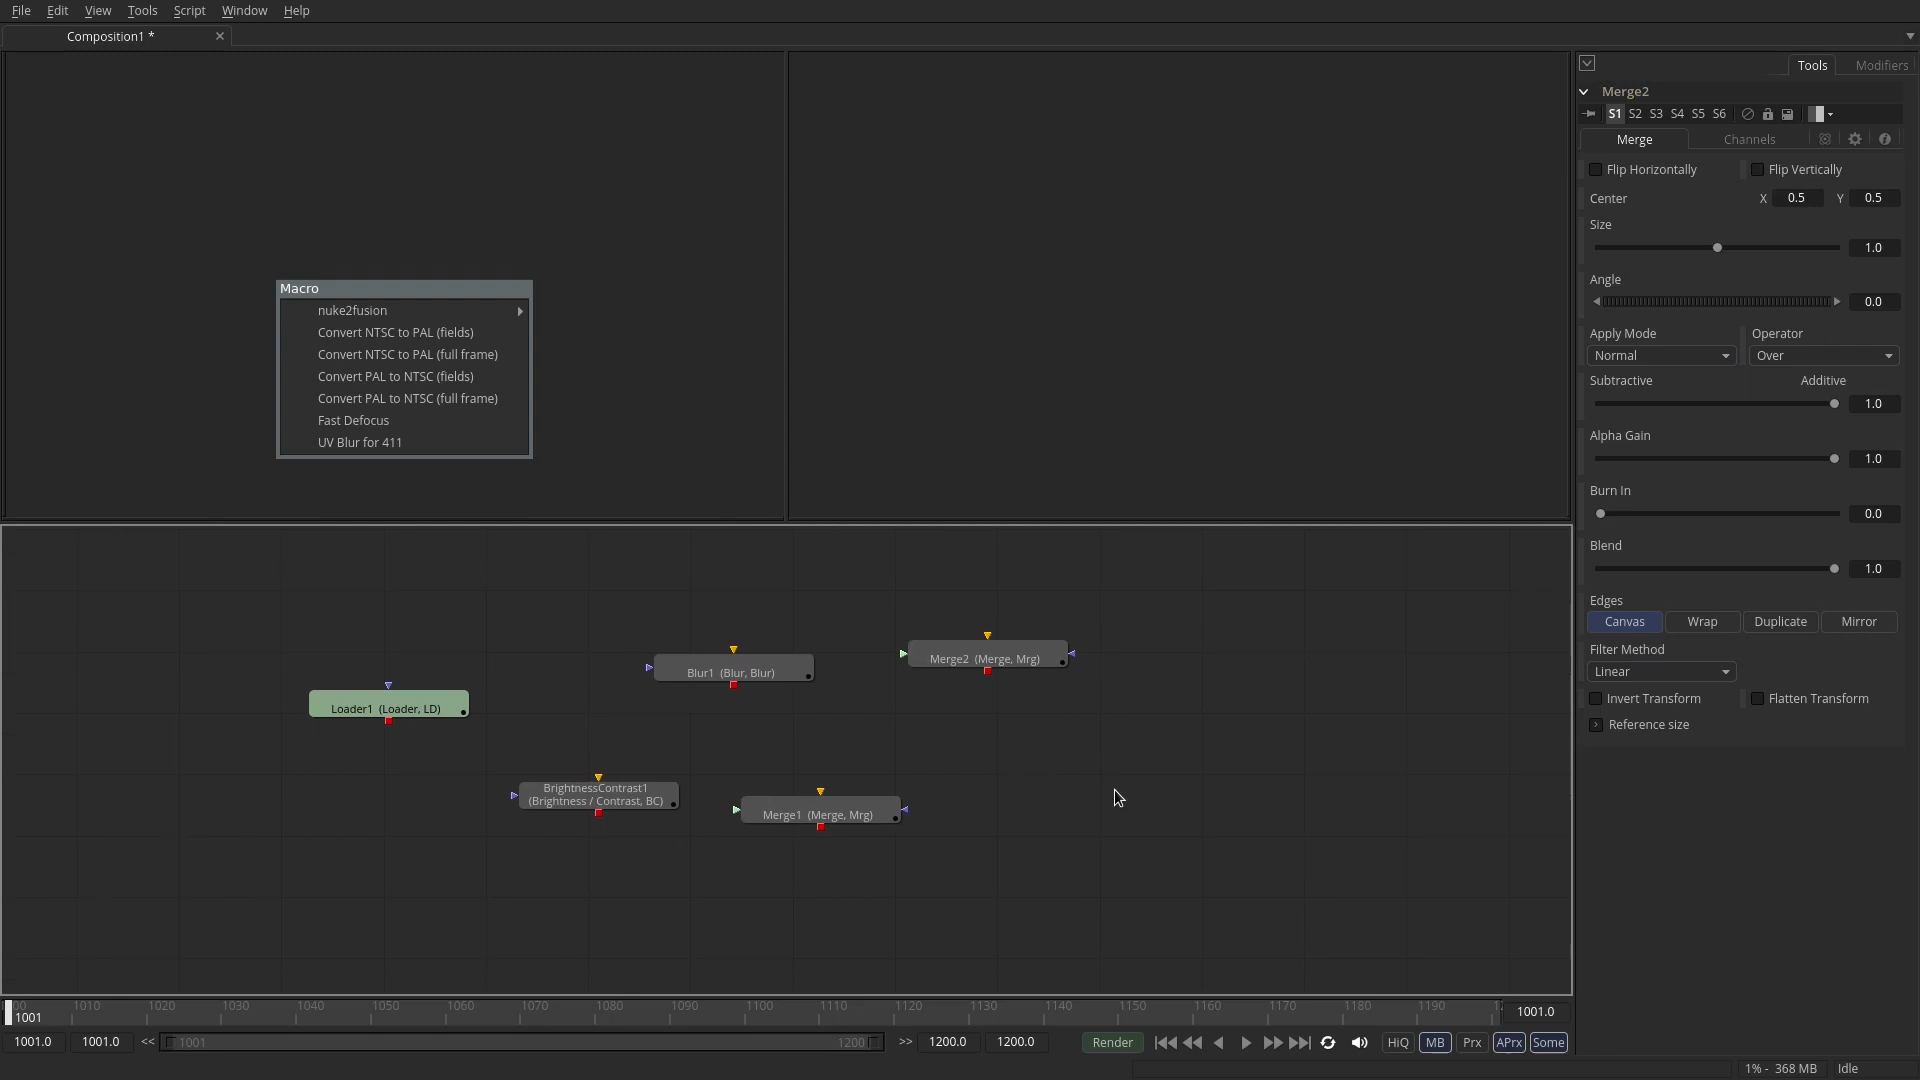 File Edit View Tools Script Window Help
Composition1 *
Tools Modifiers
Merge2
S1 S2 S3 S4 S5 S6
Merge Channels
Flip Horizontally Flip Vertically
Center X 0.5 Y 0.5
Size
1.0
Angle
0.0
Apply Mode Operator
Normal Over
Subtractive Additive
1.0
Alpha Gain
1.0
Burn In
0.0
Blend
1.0
Edges
Canvas Wrap Duplicate Mirror
Filter Method
Linear
Invert Transform Flatten Transform
Reference size
Macro
nuke2fusion
Convert NTSC to PAL (fields)
Convert NTSC to PAL (full frame)
Convert PAL to NTSC (fields)
Convert PAL to NTSC (full frame)
Fast Defocus
UV Blur for 411
Merge2 (Merge, Mrg)
Blur1 (Blur, Blur)
Loader1 (Loader, LD)
BrightnessContrast1
(Brightness / Contrast, BC)
Merge1 (Merge, Mrg)
1010 1020 1030 1040 1050 1060 1070 1080 1090 1100 1110 1120 1130 1140 1150 1160 1170 1180 1190
1001 1001.0
1001.0 1001.0 << 1001 1200 >> 1200.0 1200.0 Render HiQ MB Prx APrx Some
1% - 368 MB Idle